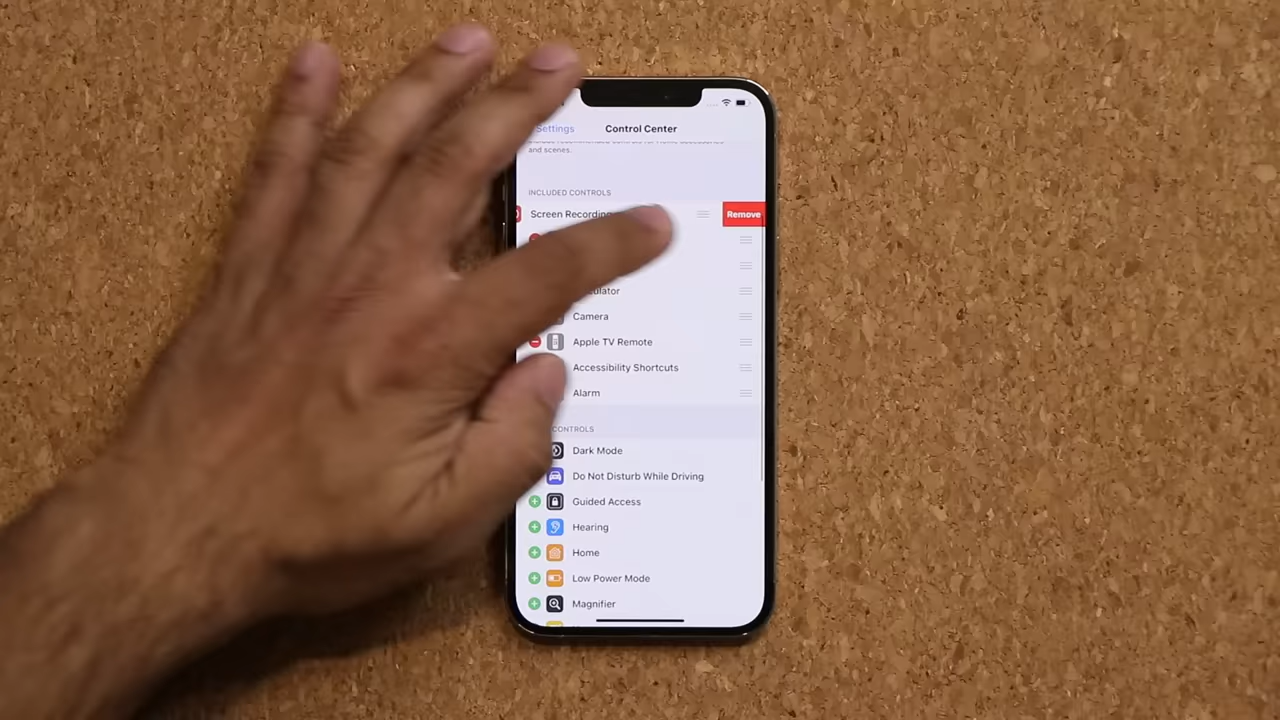 Settings
Control Center
and scenes.
INCLUDED CONTROLS
Screen Recording
Remove
Camera
Apple TV Remote
Accessibility Shortcuts
Alarm
CONTROLS
Dark Mode
Do Not Disturb While Driving
Guided Access
Hearing
Home
Low Power Mode
Magnifier